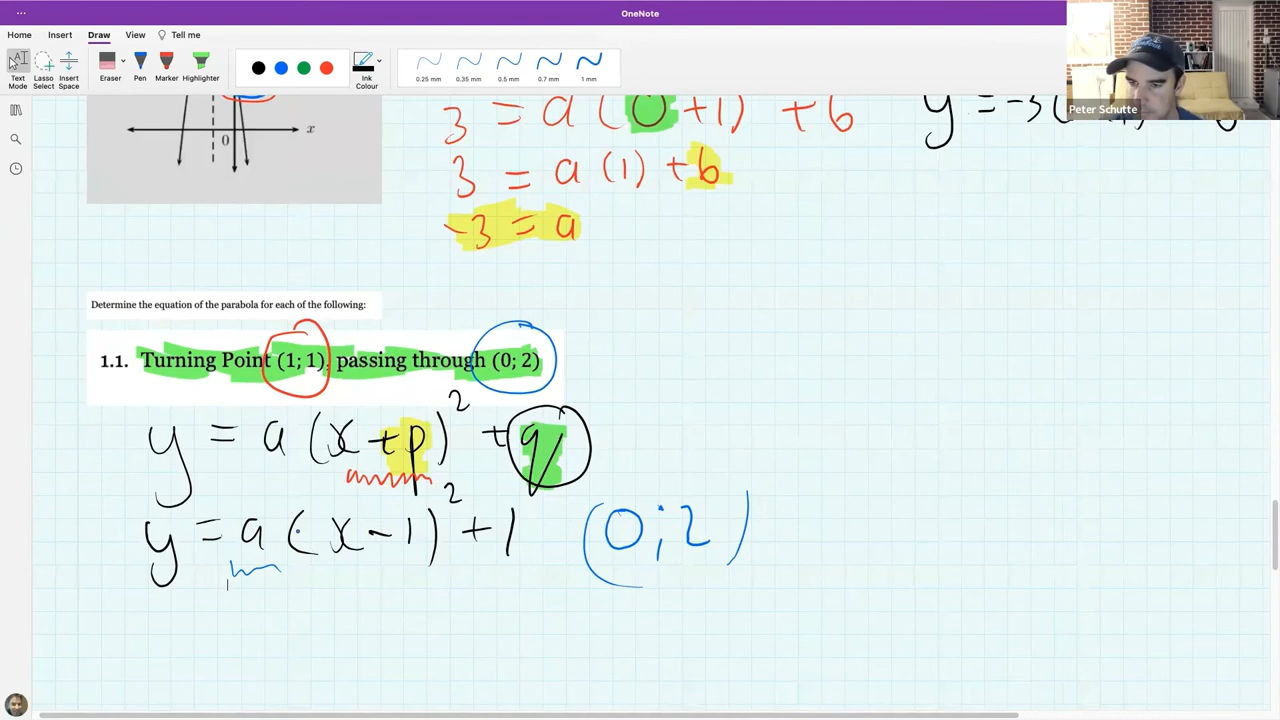 OneNote
Home Insert Draw View Tell me
Text Mode Lasso Select Insert Space Eraser Pen Marker Highlighter 0.25 mm 0.35 mm 0.5 mm 0.7 mm 1 mm Ink Colour
Peter Schutte
3 = a (0 +1) + b
0 x
3 = a (1) + b
-3 = a
Determine the equation of the parabola for each of the following:
1.1. Turning Point (1; 1), passing through (0; 2)
y = a (x + p)² + q
y = a (x - 1)² + 1 (0; 2)